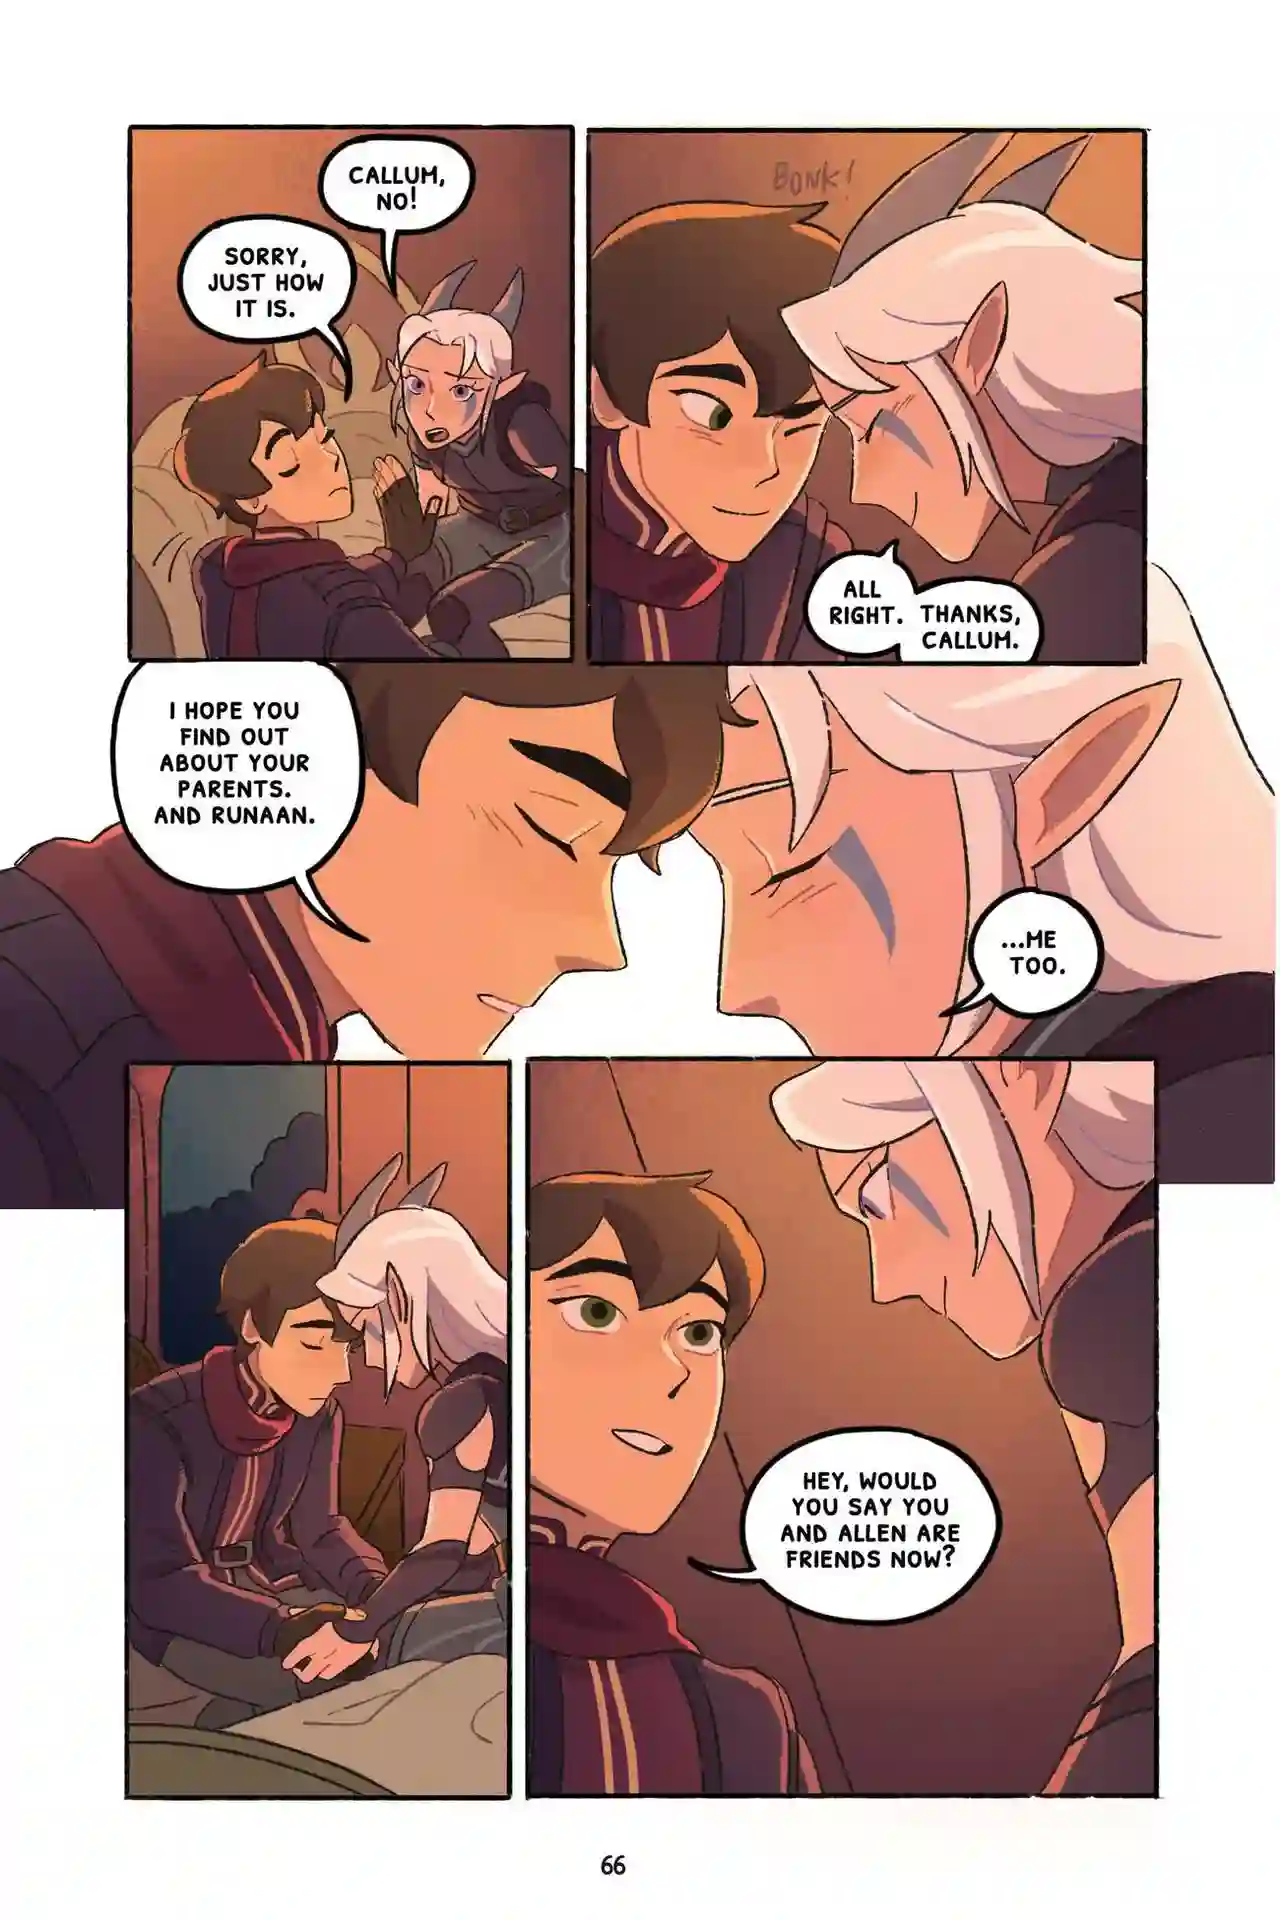 CALLUM,
NO!
SORRY,
JUST HOW
IT IS.
BONK!
ALL
RIGHT.
THANKS,
CALLUM.
I HOPE YOU
FIND OUT
ABOUT YOUR
PARENTS.
AND RUNAAN.
...ME
TOO.
HEY, WOULD
YOU SAY YOU
AND ALLEN ARE
FRIENDS NOW?
66